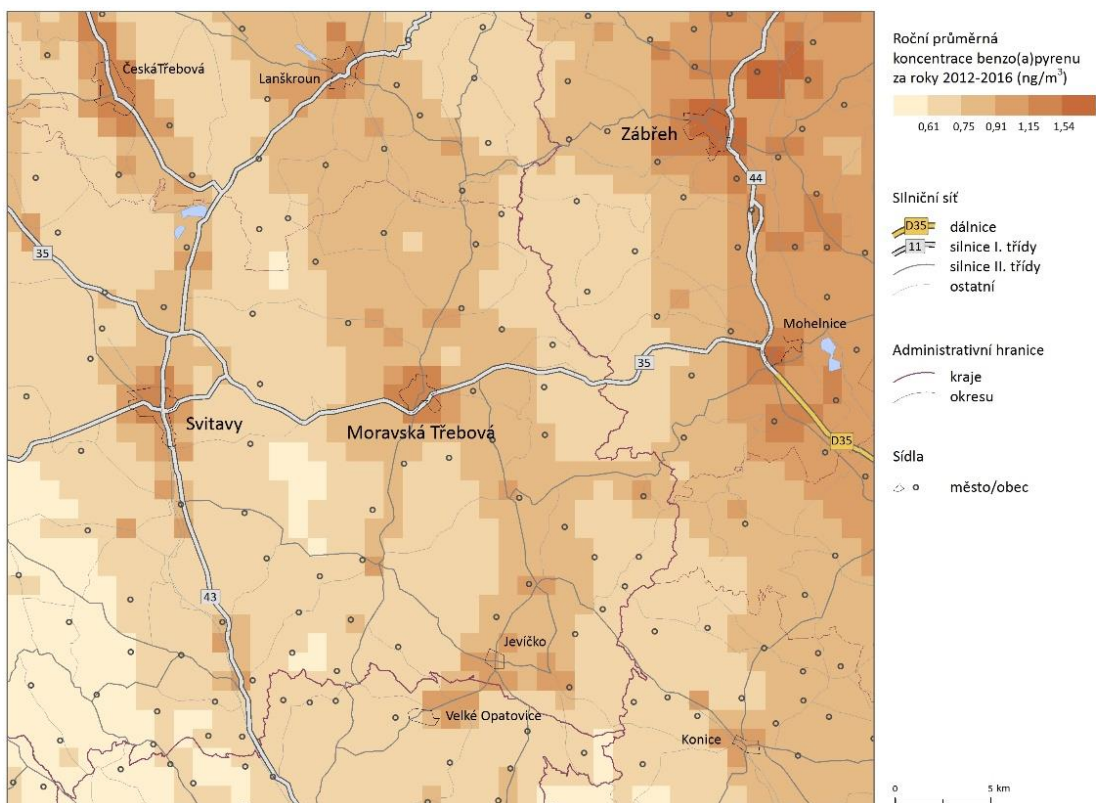 ČeskáTřebová
Lanškroun
Zábřeh
44
35
Mohelnice
35
Svitavy
Moravská Třebová
D35
43
Jevíčko
Velké Opatovice
Konice
Roční průměrná
koncentrace benzo(a)pyrenu
za roky 2012-2016 (ng/m³)
0,61 0,75 0,91 1,15 1,54
Silniční síť
D35 dálnice
11 silnice I. třídy
silnice II. třídy
ostatní
Administrativní hranice
kraje
okresu
Sídla
město/obec
0 5 km